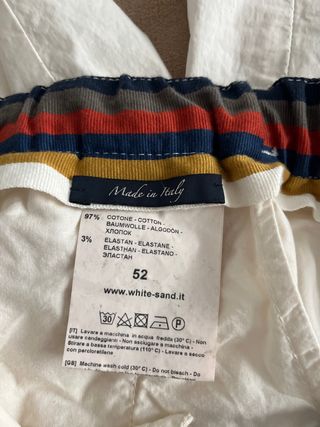 Made in Italy
97% COTONE - COTTON -
BAUMWOLLE - ALGODÓN -
ХЛОПОК
3% ELASTAN - ELASTANE -
ELASTHAN - ELASTANO -
ЭЛАСТАН
52
www.white-sand.it
30 P
[IT] Lavare a macchina in acqua fredda (30° C) - Non
usare candeggianti - Non asciugare a macchina -
Stirare a bassa temperatura (110° C) - Lavare a secco
con percloroetilene
[GB] Machine wash cold (30° C) - Do not bleach - Do